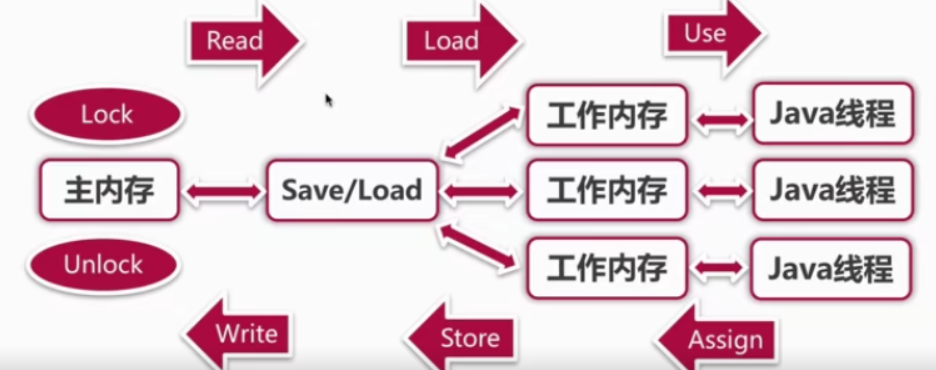 Read
Load
Use
Lock
工作内存
Java线程
主内存
Save/Load
工作内存
Java线程
Unlock
工作内存
Java线程
Write
Store
Assign